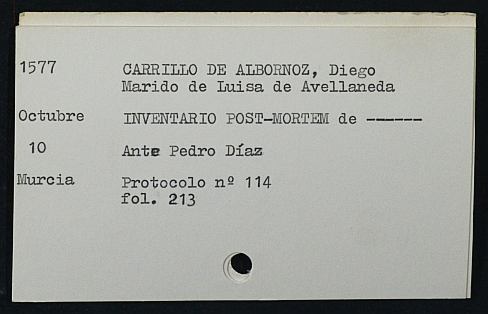 1577 CARRILLO DE ALBORNOZ, Diego
Marido de Luisa de Avellaneda
Octubre INVENTARIO POST-MORTEM de ------
10 Ante Pedro Díaz
Murcia Protocolo nº 114
fol. 213